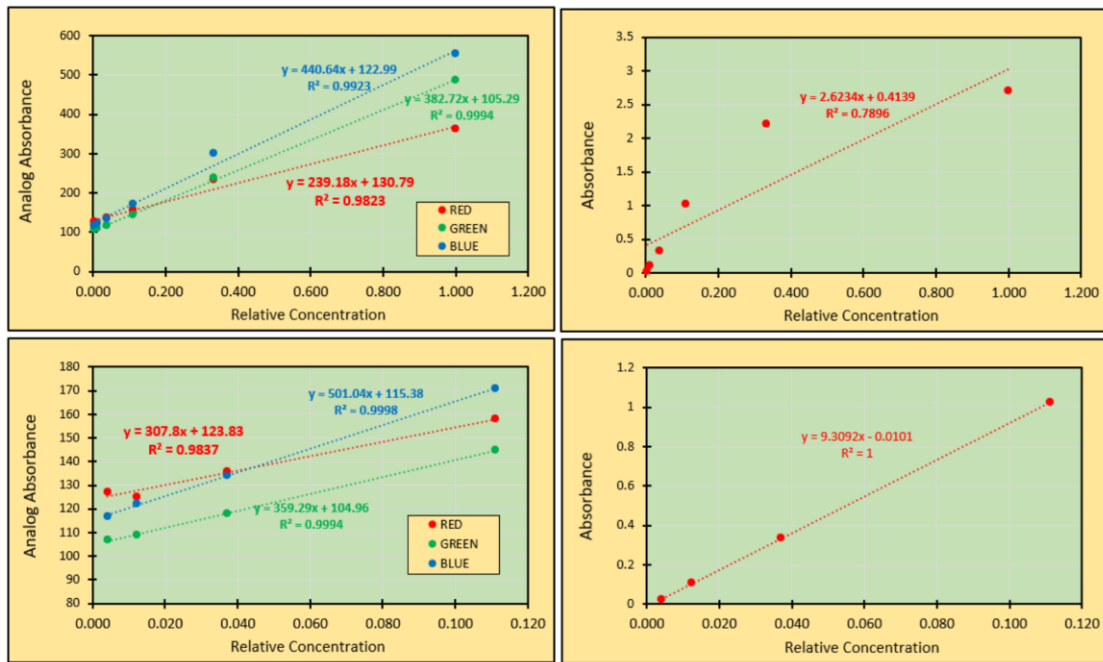 600
500
400
300
200
100
0
Analog Absorbance
y = 440.64x + 122.99
R² = 0.9923
y = 382.72x + 105.29
R² = 0.9994
y = 239.18x + 130.79
R² = 0.9823
RED
GREEN
BLUE
0.000 0.200 0.400 0.600 0.800 1.000 1.200
Relative Concentration
3.5
3
2.5
2
1.5
1
0.5
0
Absorbance
y = 2.6234x + 0.4139
R² = 0.7896
0.000 0.200 0.400 0.600 0.800 1.000 1.200
Relative Concentration
180
170
160
150
140
130
120
110
100
90
80
Analog Absorbance
y = 501.04x + 115.38
R² = 0.9998
y = 307.8x + 123.83
R² = 0.9837
y = 359.29x + 104.96
R² = 0.9994
RED
GREEN
BLUE
0.000 0.020 0.040 0.060 0.080 0.100 0.120
Relative Concentration
1.2
1
0.8
0.6
0.4
0.2
0
Absorbance
y = 9.3092x - 0.0101
R² = 1
0.000 0.020 0.040 0.060 0.080 0.100 0.120
Relative Concentration